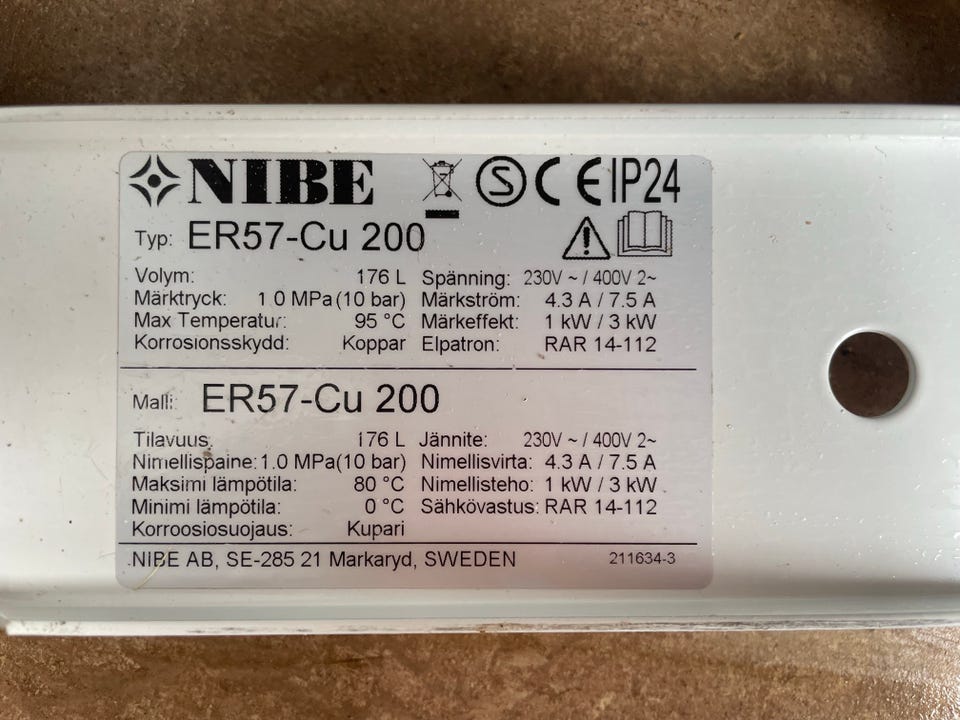 NIBE CE IP24
Typ: ER57-Cu 200
Volym: 176 L Spänning: 230V ~ / 400V 2~
Märktryck: 1.0 MPa (10 bar) Märkström: 4.3 A / 7.5 A
Max Temperatur: 95 °C Märkeffekt: 1 kW / 3 kW
Korrosionsskydd: Koppar Elpatron: RAR 14-112
Malli: ER57-Cu 200
Tilavuus: 176 L Jännite: 230V ~ / 400V 2~
Nimellispaine: 1.0 MPa(10 bar) Nimellisvirta: 4.3 A / 7.5 A
Maksimi lämpötila: 80 °C Nimellisteho: 1 kW / 3 kW
Minimi lämpötila: 0 °C Sähkövastus: RAR 14-112
Korroosiosuojaus: Kupari
NIBE AB, SE-285 21 Markaryd, SWEDEN 211634-3